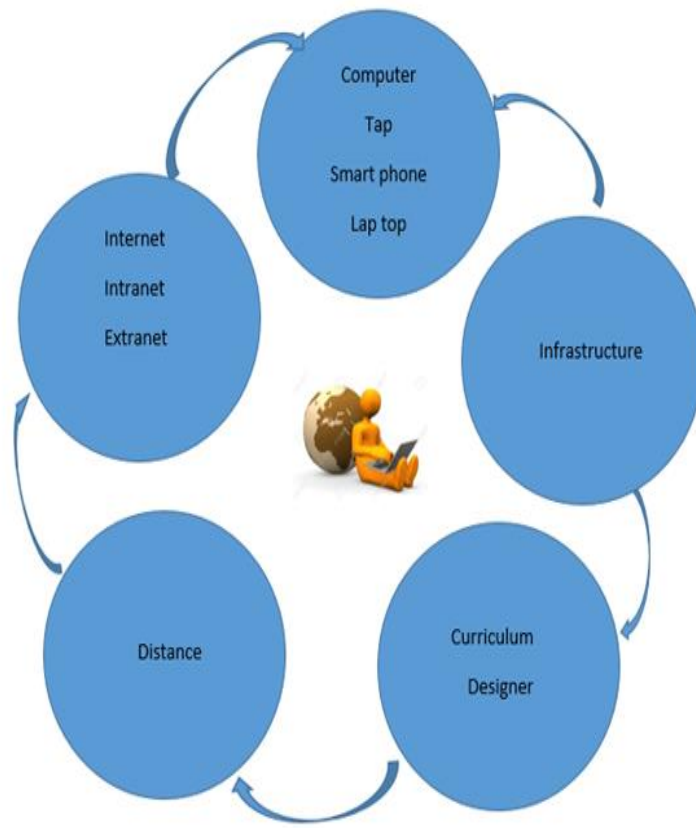 Computer
Tap
Smart phone
Lap top
Internet
Intranet
Extranet
Infrastructure
Distance
Curriculum
Designer